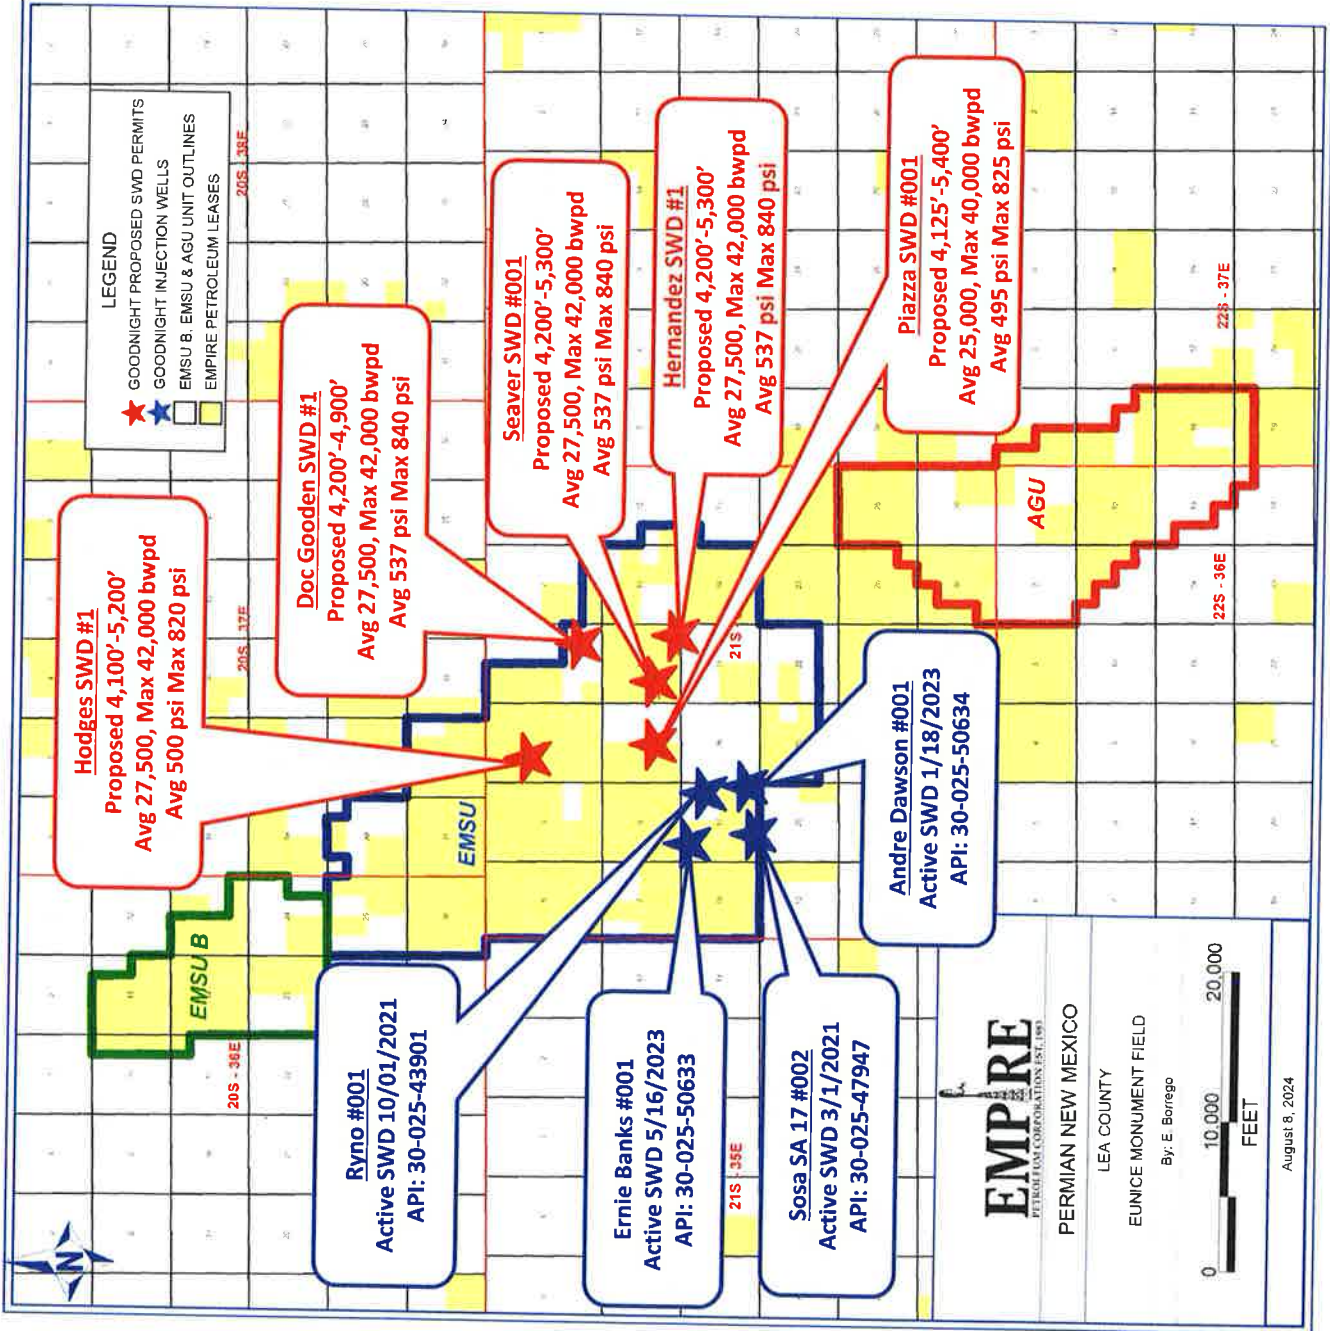 LEGEND
GOODNIGHT PROPOSED SWD PERMITS
GOODNIGHT INJECTION WELLS
EMSU B. EMSU & AGU UNIT OUTLINES
EMPIRE PETROLEUM LEASES
20S - 36E
20S - 37E
20S - 38E
21S - 35E
21S
22S - 36E
22S - 37E
EMSU B
EMSU
AGU
Hodges SWD #1
Proposed 4,100'-5,200'
Avg 27,500, Max 42,000 bwpd
Avg 500 psi Max 820 psi
Doc Gooden SWD #1
Proposed 4,200'-4,900'
Avg 27,500, Max 42,000 bwpd
Avg 537 psi Max 840 psi
Seaver SWD #001
Proposed 4,200'-5,300'
Avg 27,500, Max 42,000 bwpd
Avg 537 psi Max 840 psi
Hernandez SWD #1
Proposed 4,200'-5,300'
Avg 27,500, Max 42,000 bwpd
Avg 537 psi Max 840 psi
Piazza SWD #001
Proposed 4,125'-5,400'
Avg 25,000, Max 40,000 bwpd
Avg 495 psi Max 825 psi
Ryno #001
Active SWD 10/01/2021
API: 30-025-43901
Ernie Banks #001
Active SWD 5/16/2023
API: 30-025-50633
Sosa SA 17 #002
Active SWD 3/1/2021
API: 30-025-47947
Andre Dawson #001
Active SWD 1/18/2023
API: 30-025-50634
N
EMPIRE
PETROLEUM CORPORATION EST. 1983
PERMIAN NEW MEXICO
LEA COUNTY
EUNICE MONUMENT FIELD
By: E. Borrego
0 10,000 20,000
FEET
August 8, 2024